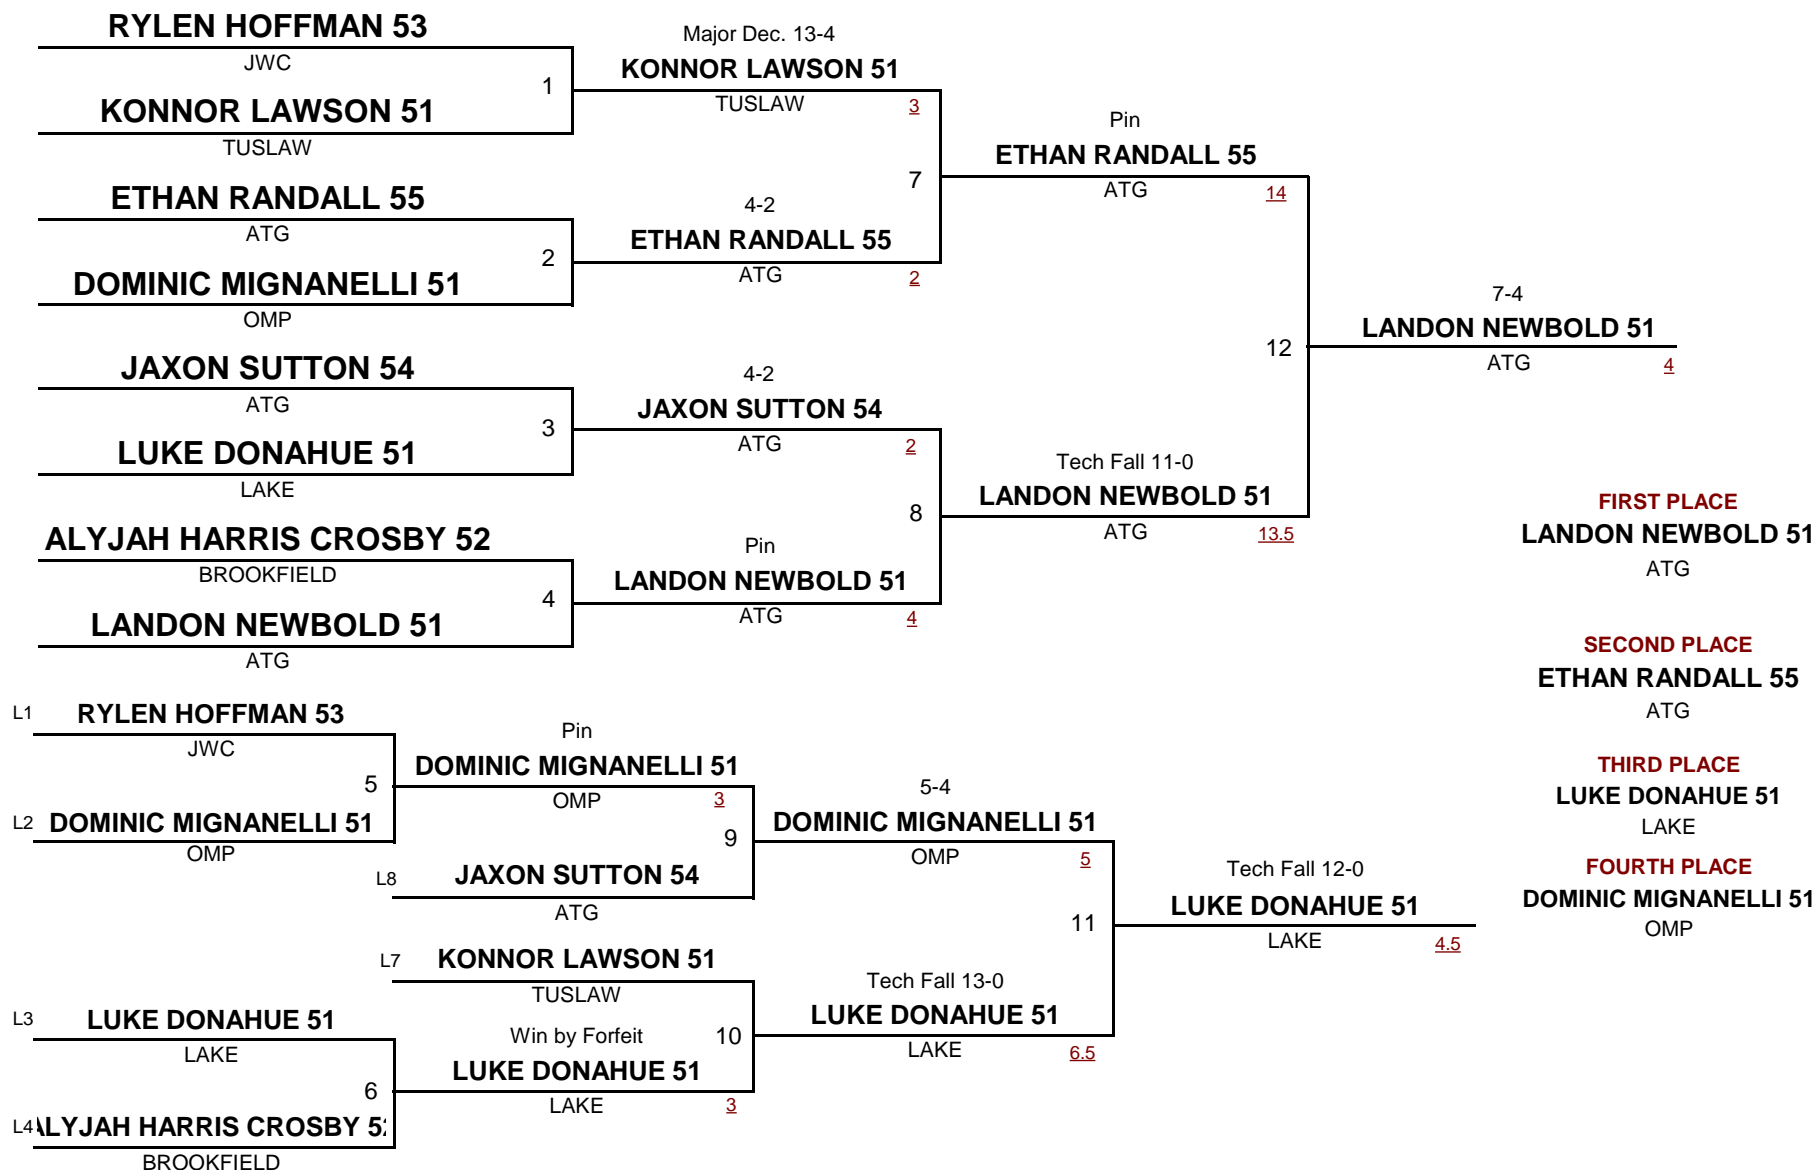 RYLEN HOFFMAN 53
JWC
1
KONNOR LAWSON 51
TUSLAW
Major Dec. 13-4
KONNOR LAWSON 51
TUSLAW
3
ETHAN RANDALL 55
ATG
2
DOMINIC MIGNANELLI 51
OMP
4-2
ETHAN RANDALL 55
ATG
2
7
Pin
ETHAN RANDALL 55
ATG
14
JAXON SUTTON 54
ATG
3
LUKE DONAHUE 51
LAKE
4-2
JAXON SUTTON 54
ATG
2
ALYJAH HARRIS CROSBY 52
BROOKFIELD
4
LANDON NEWBOLD 51
ATG
Pin
LANDON NEWBOLD 51
ATG
4
8
Tech Fall 11-0
LANDON NEWBOLD 51
ATG
13.5
12
7-4
LANDON NEWBOLD 51
ATG
4
FIRST PLACE
LANDON NEWBOLD 51
ATG
SECOND PLACE
ETHAN RANDALL 55
ATG
THIRD PLACE
LUKE DONAHUE 51
LAKE
FOURTH PLACE
DOMINIC MIGNANELLI 51
OMP
L1
RYLEN HOFFMAN 53
JWC
5
L2
DOMINIC MIGNANELLI 51
OMP
Pin
DOMINIC MIGNANELLI 51
OMP
3
9
L8
JAXON SUTTON 54
ATG
5-4
DOMINIC MIGNANELLI 51
OMP
5
L7
KONNOR LAWSON 51
TUSLAW
L3
LUKE DONAHUE 51
LAKE
6
L4
ALYJAH HARRIS CROSBY 52
BROOKFIELD
Win by Forfeit
LUKE DONAHUE 51
LAKE
3
10
Tech Fall 13-0
LUKE DONAHUE 51
LAKE
6.5
11
Tech Fall 12-0
LUKE DONAHUE 51
LAKE
4.5